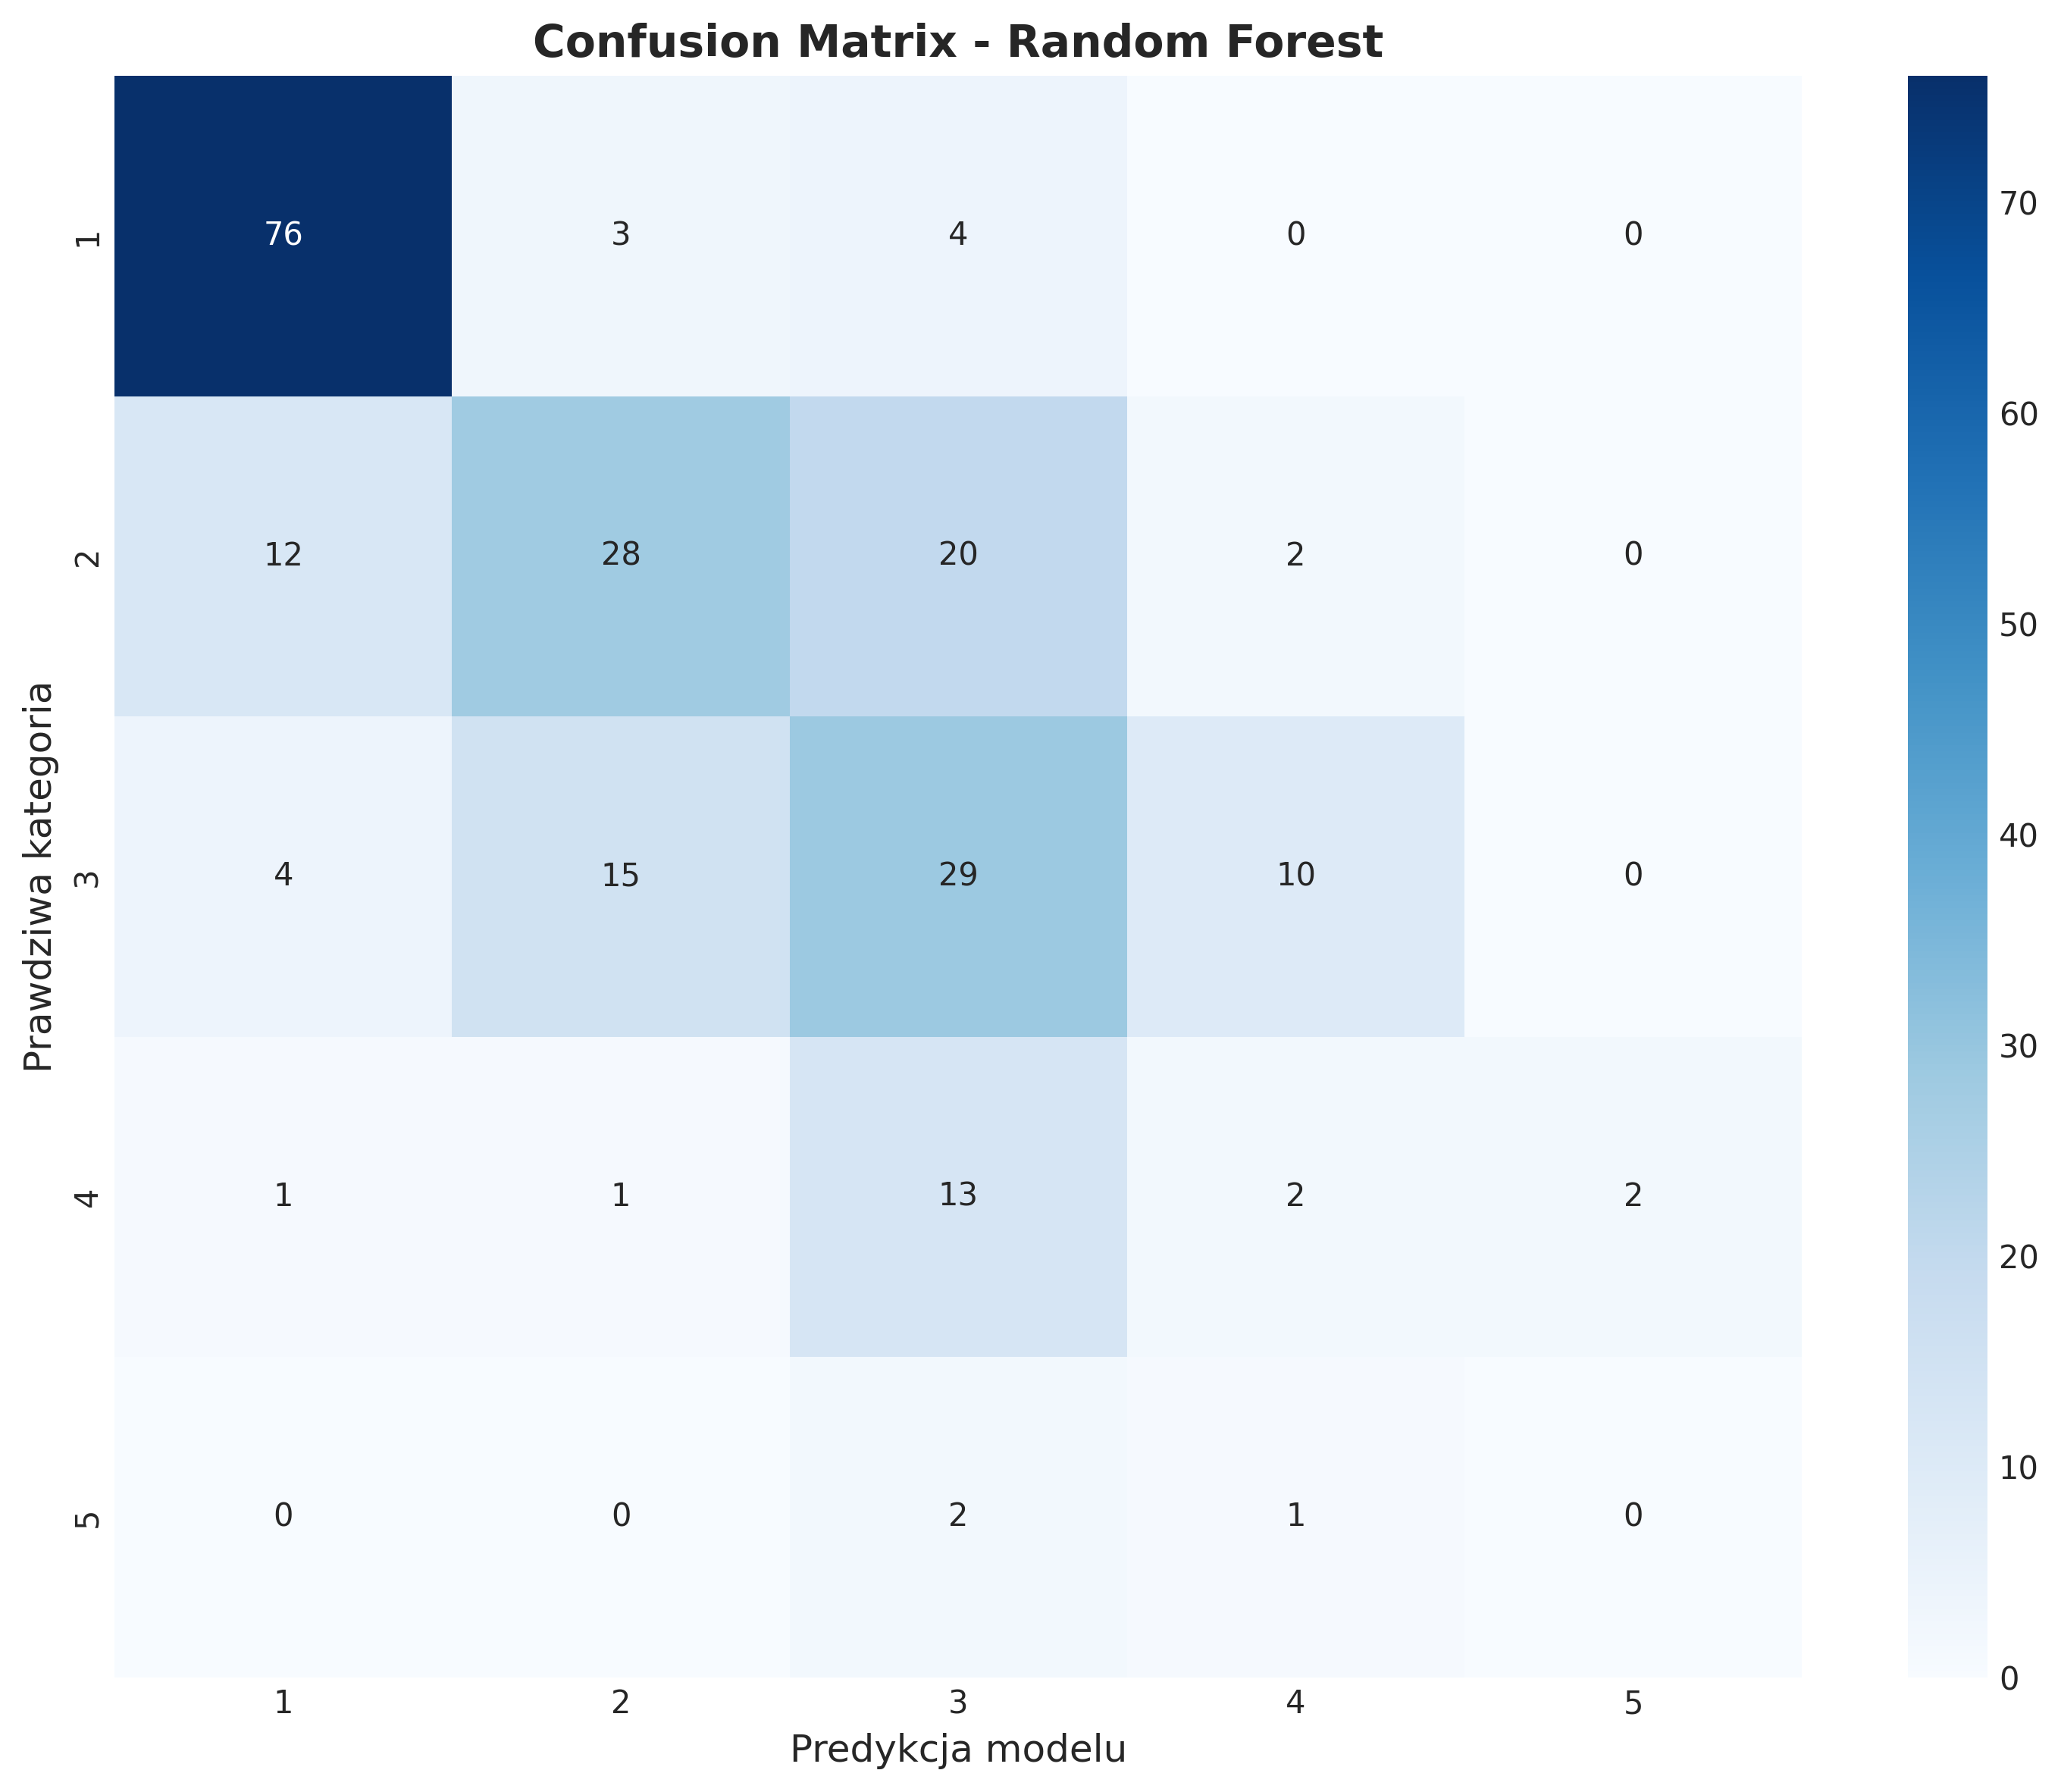 Confusion Matrix - Random Forest
Prawdziwa kategoria
1 76 3 4 0 0
2 12 28 20 2 0
3 4 15 29 10 0
4 1 1 13 2 2
5 0 0 2 1 0
1 2 3 4 5
Predykcja modelu
70
60
50
40
30
20
10
0